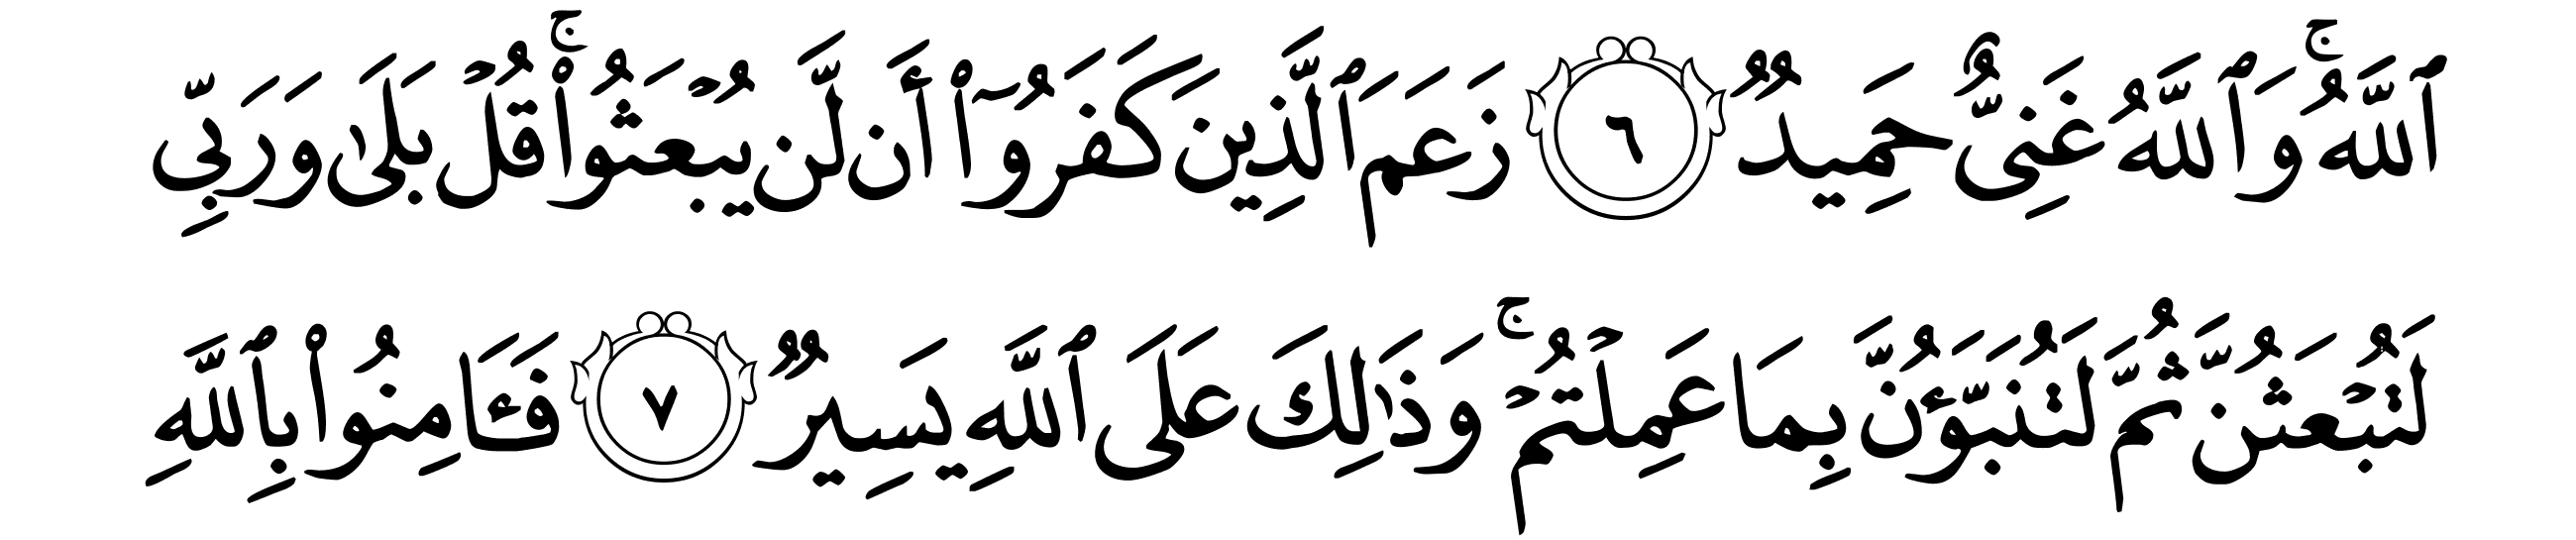 ٱللَّهُۚ وَٱللَّهُ غَنِىٌّ حَمِيدٌ ٦ زَعَمَ ٱلَّذِينَ كَفَرُوٓا۟ أَن لَّن يُبْعَثُوا۟ۚ قُلْ بَلَىٰ وَرَبِّى
لَتُبْعَثُنَّ ثُمَّ لَتُنَبَّؤُنَّ بِمَا عَمِلْتُمْۚ وَذَٰلِكَ عَلَى ٱللَّهِ يَسِيرٌ ٧ فَـَٔامِنُوا۟ بِٱللَّهِ